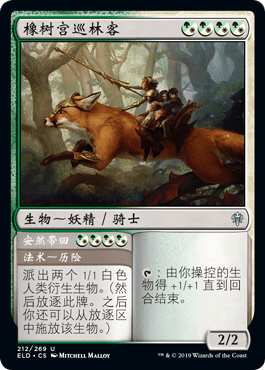 橡树宫巡林客
生物～妖精／骑士
安然带回
法术～历险
派出两个 1/1 白色
人类衍生生物。（然
后放逐此牌。之后
你还可以从放逐区
中施放该生物。）
：由你操控的生
物得 +1/+1 直到回
合结束。
2/2
212/269 U
ELD • CS MITCHELL MALLOY
™ & © 2019 Wizards of the Coast